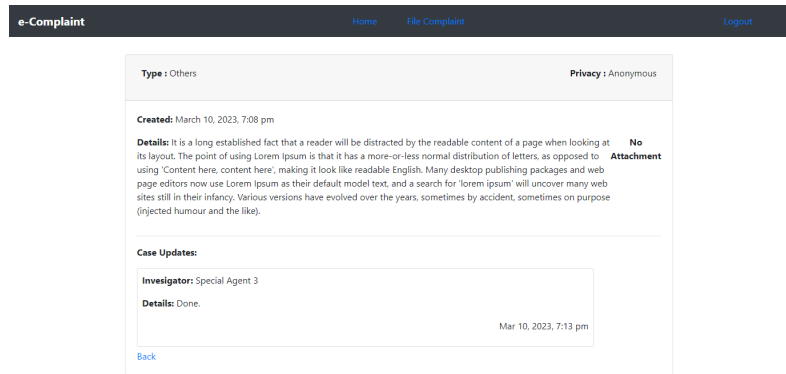 e-Complaint Home File Complaint Logout
Type : Others Privacy : Anonymous
Created: March 10, 2023, 7:08 pm
Details: It is a long established fact that a reader will be distracted by the readable content of a page when looking at
its layout. The point of using Lorem Ipsum is that it has a more-or-less normal distribution of letters, as opposed to
using 'Content here, content here', making it look like readable English. Many desktop publishing packages and web
page editors now use Lorem Ipsum as their default model text, and a search for 'lorem ipsum' will uncover many web
sites still in their infancy. Various versions have evolved over the years, sometimes by accident, sometimes on purpose
(injected humour and the like).
No
Attachment
Case Updates:
Invesigator: Special Agent 3
Details: Done.
Mar 10, 2023, 7:13 pm
Back